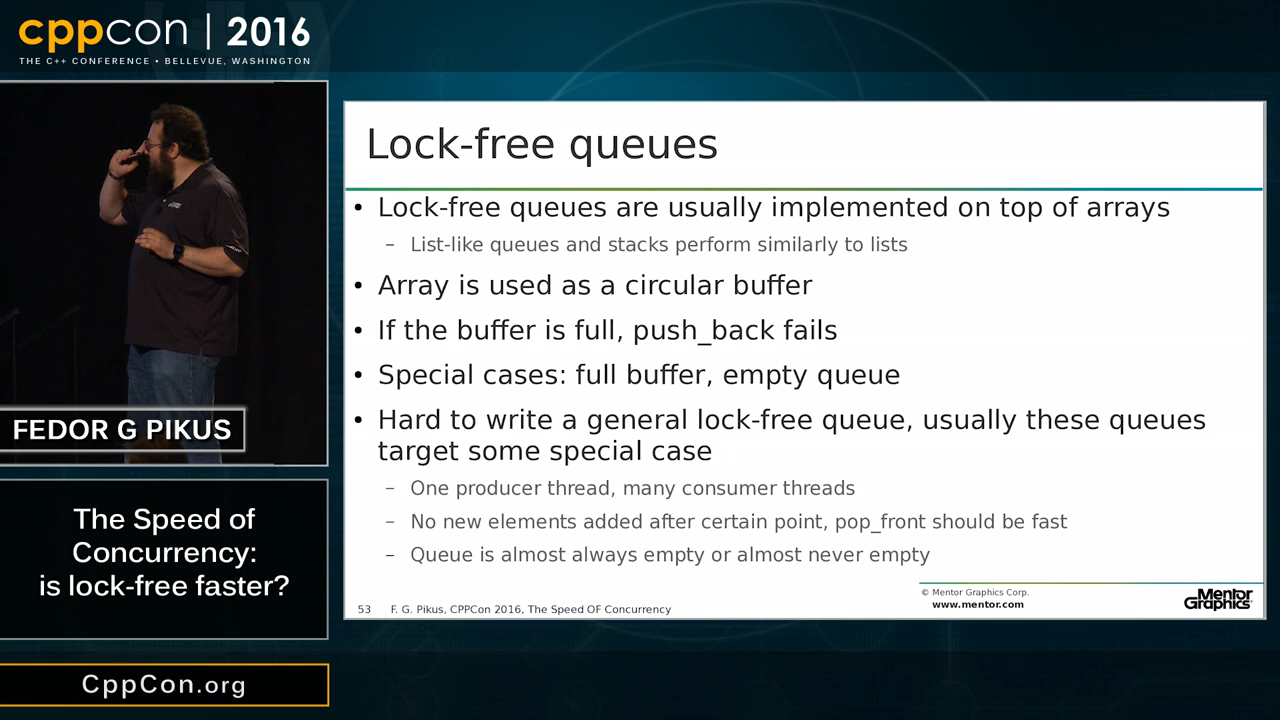 cppcon | 2016
THE C++ CONFERENCE • BELLEVUE, WASHINGTON
FEDOR G PIKUS
The Speed of
Concurrency:
is lock-free faster?
CppCon.org
Lock-free queues
• Lock-free queues are usually implemented on top of arrays
– List-like queues and stacks perform similarly to lists
• Array is used as a circular buffer
• If the buffer is full, push_back fails
• Special cases: full buffer, empty queue
• Hard to write a general lock-free queue, usually these queues
target some special case
– One producer thread, many consumer threads
– No new elements added after certain point, pop_front should be fast
– Queue is almost always empty or almost never empty
53 F. G. Pikus, CPPCon 2016, The Speed OF Concurrency
© Mentor Graphics Corp.
www.mentor.com
Mentor
Graphics